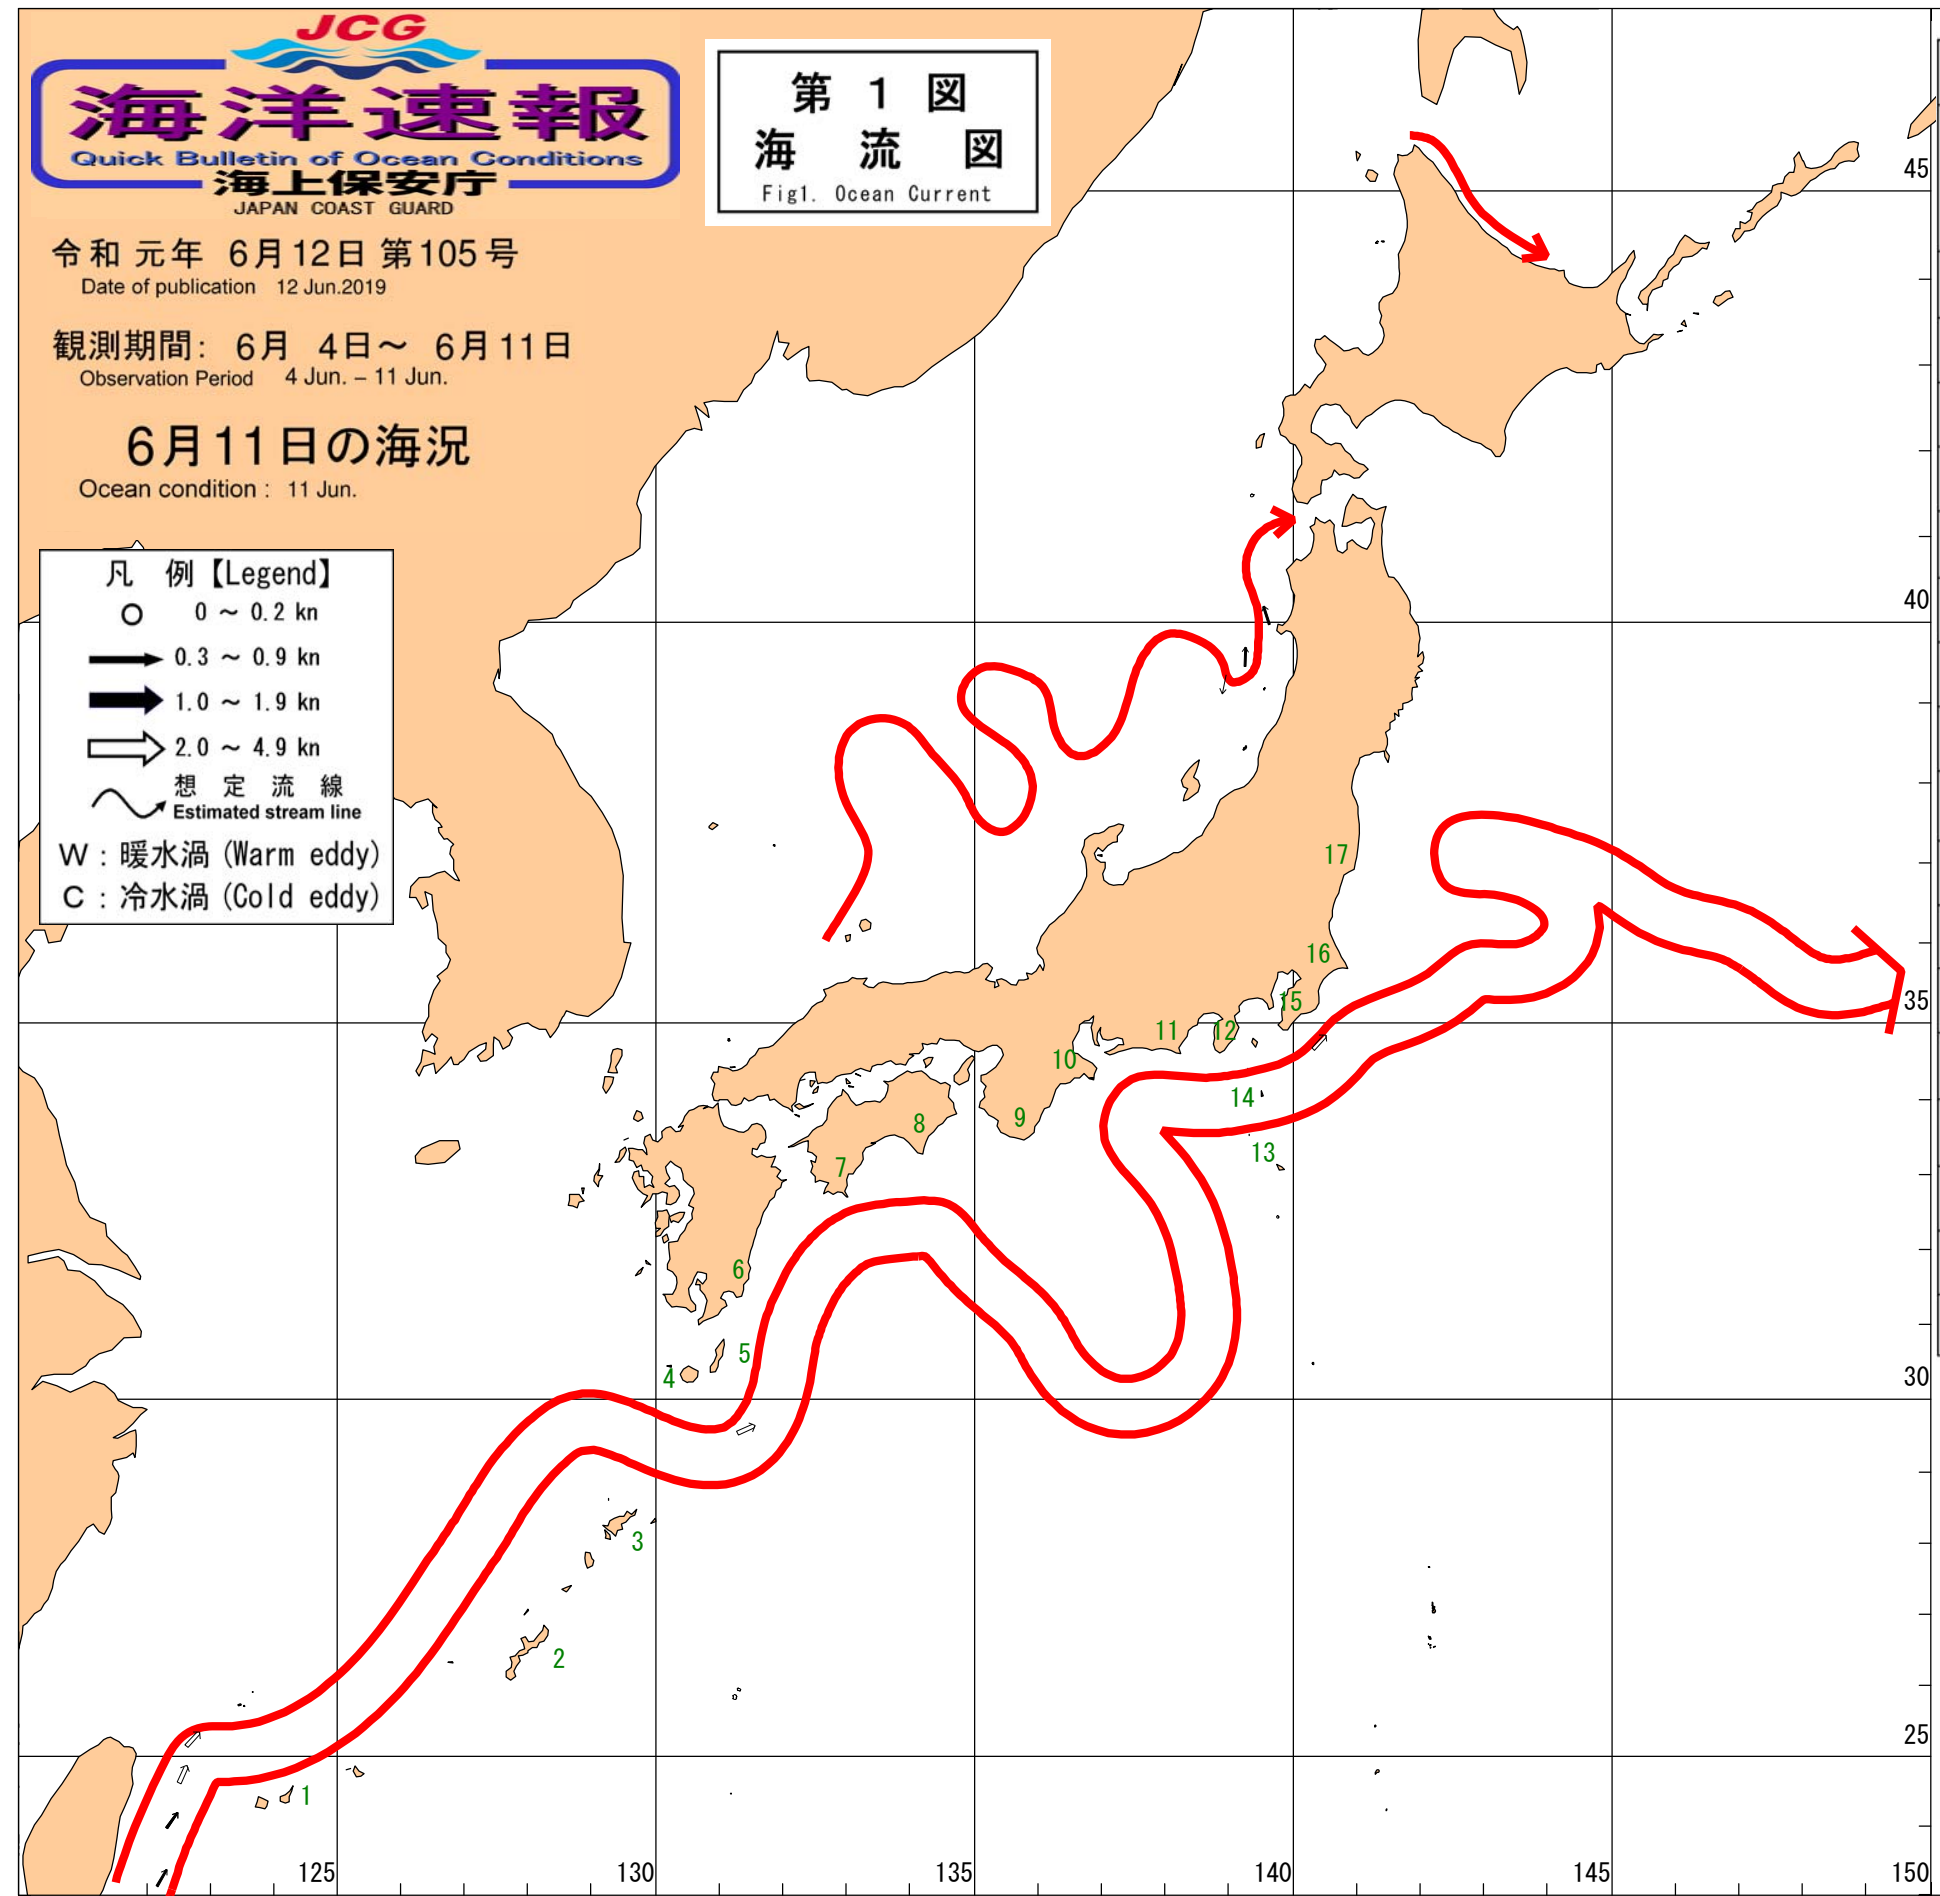 JCG
海洋速報
Quick Bulletin of Ocean Conditions
海上保安庁
JAPAN COAST GUARD
第 1 図
海 流 図
Fig1. Ocean Current
令和 元年 6月12日 第105号
Date of publication 12 Jun.2019
観測期間: 6月 4日～ 6月11日
Observation Period 4 Jun. – 11 Jun.
6月11日の海況
Ocean condition : 11 Jun.
凡 例【Legend】
0 ～ 0.2 kn
0.3 ～ 0.9 kn
1.0 ～ 1.9 kn
2.0 ～ 4.9 kn
想 定 流 線
Estimated stream line
W : 暖水渦 (Warm eddy)
C : 冷水渦 (Cold eddy)
45
40
35
30
25
17
16
15
12
11
10
14
13
9
8
7
6
5
4
3
2
1
125
130
135
140
145
150